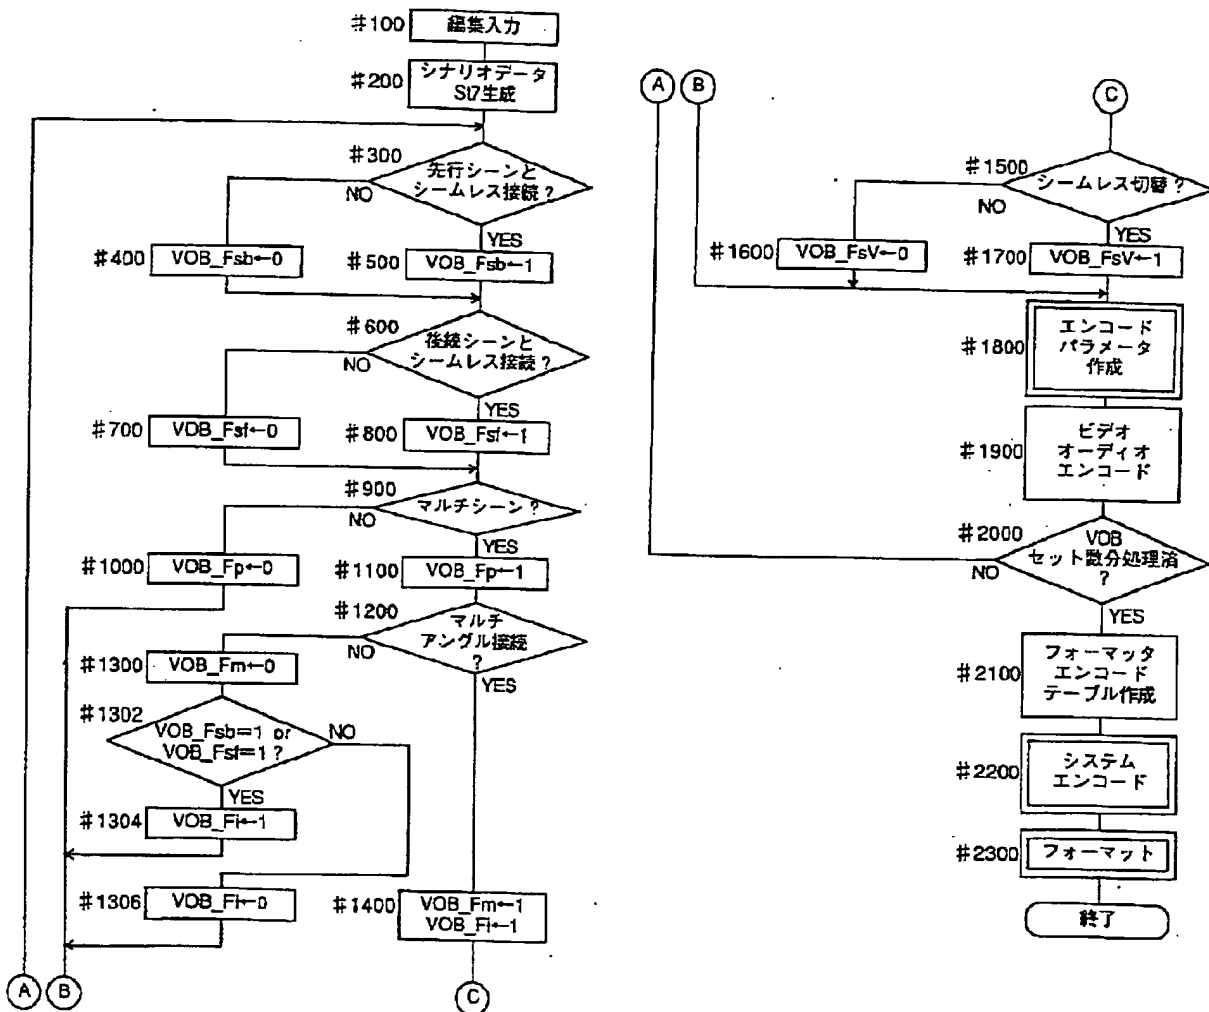 #100
編集入力
#200
シナリオデータ
St7生成
#300
先行シーンと
シームレス接続?
NO
YES
#400
VOB_Fsb←0
#500
VOB_Fsb←1
#600
後続シーンと
シームレス接続?
NO
YES
#700
VOB_Fsf←0
#800
VOB_Fsf←1
#900
マルチシーン?
NO
YES
#1000
VOB_Fp←0
#1100
VOB_Fp←1
#1200
マルチ
アングル接続
?
NO
YES
#1300
VOB_Fm←0
#1302
VOB_Fsb=1 or
VOB_Fsf=1?
NO
YES
#1304
VOB_Fi←1
#1306
VOB_Fi←0
#1400
VOB_Fm←1
VOB_Fi←1
A
B
C
A
B
C
#1500
シームレス切替?
NO
YES
#1600
VOB_FsV←0
#1700
VOB_FsV←1
#1800
エンコード
パラメータ
作成
#1900
ビデオ
オーディオ
エンコード
#2000
VOB
セット数分処理済
?
NO
YES
#2100
フォーマッタ
エンコード
テーブル作成
#2200
システム
エンコード
#2300
フォーマット
終了